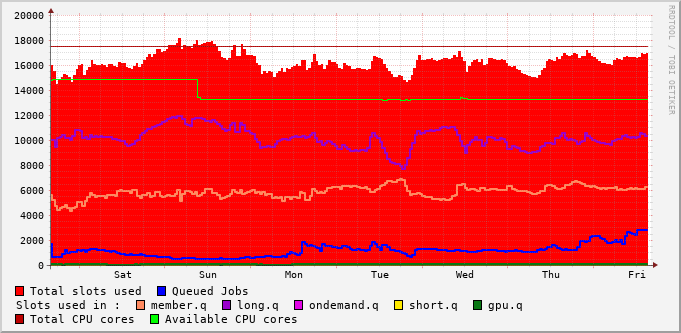 20000
18000
16000
14000
12000
10000
8000
6000
4000
2000
0
Sat Sun Mon Tue Wed Thu Fri
Total slots used Queued Jobs
Slots used in : member.q long.q ondemand.q short.q gpu.q
Total CPU cores Available CPU cores
RRDTOOL / TOBI OETIKER